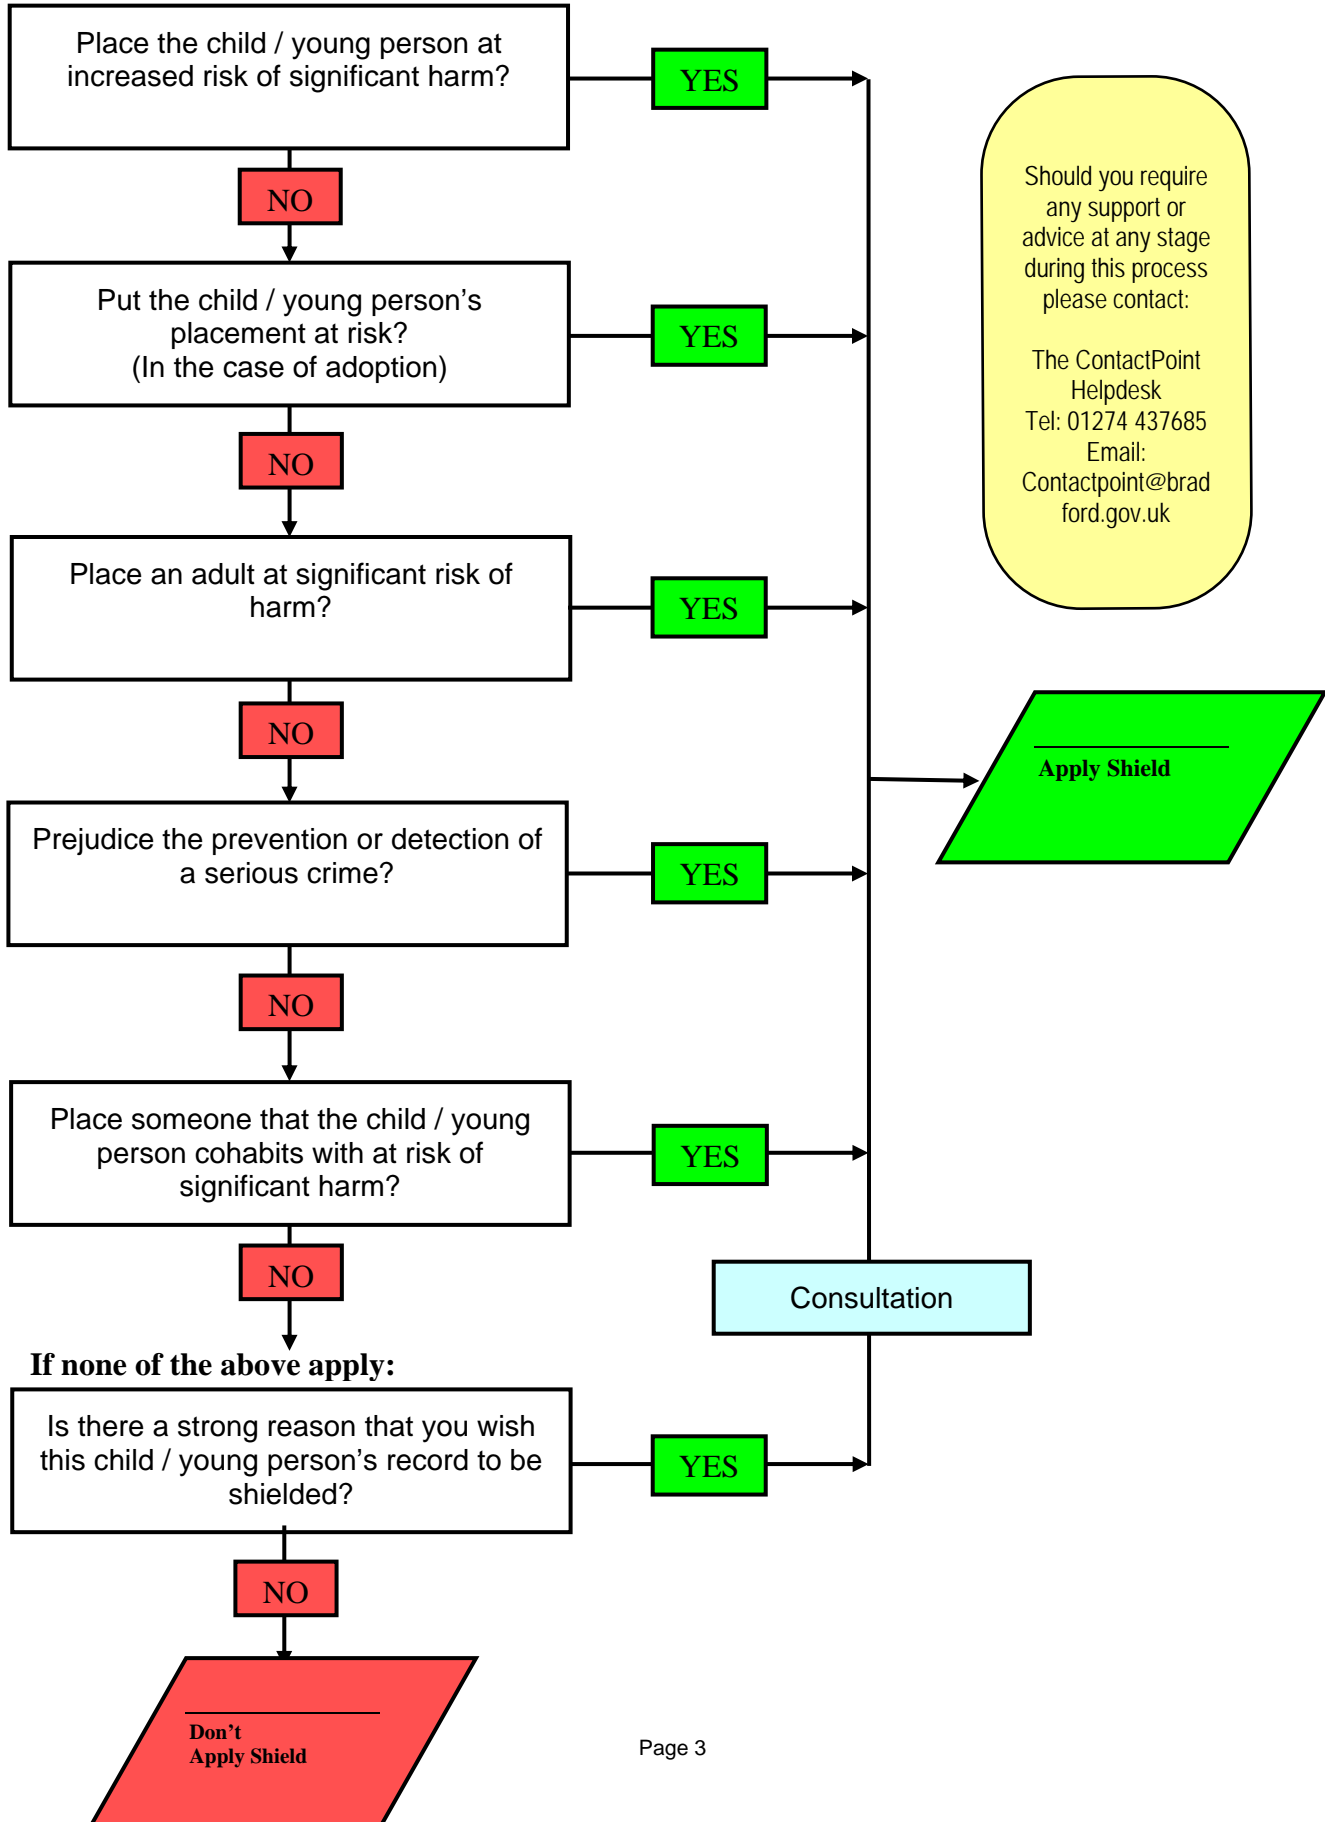 Place the child / young person at
increased risk of significant harm?
YES
NO
Put the child / young person’s
placement at risk?
(In the case of adoption)
YES
NO
Place an adult at significant risk of
harm?
YES
NO
Prejudice the prevention or detection of
a serious crime?
YES
NO
Place someone that the child / young
person cohabits with at risk of
significant harm?
YES
NO
If none of the above apply:
Is there a strong reason that you wish
this child / young person’s record to be
shielded?
YES
NO
Don’t
Apply Shield
Consultation
Apply Shield
Should you require
any support or
advice at any stage
during this process
please contact:
The ContactPoint
Helpdesk
Tel: 01274 437685
Email:
Contactpoint@brad
ford.gov.uk
Page 3